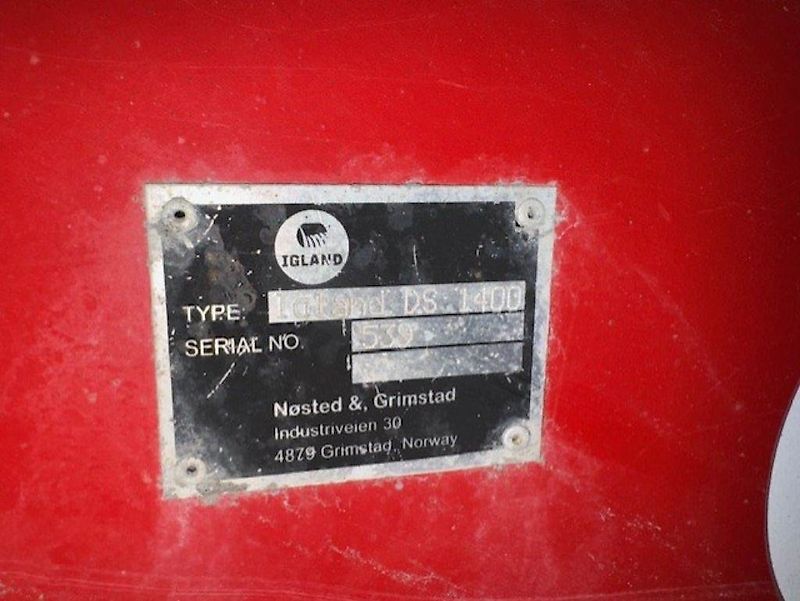 IGLAND
TYPE: Igland DS. 1400
SERIAL NO. 539
Nøsted &, Grimstad
Industriveien 30
4879 Grimstad, Norway